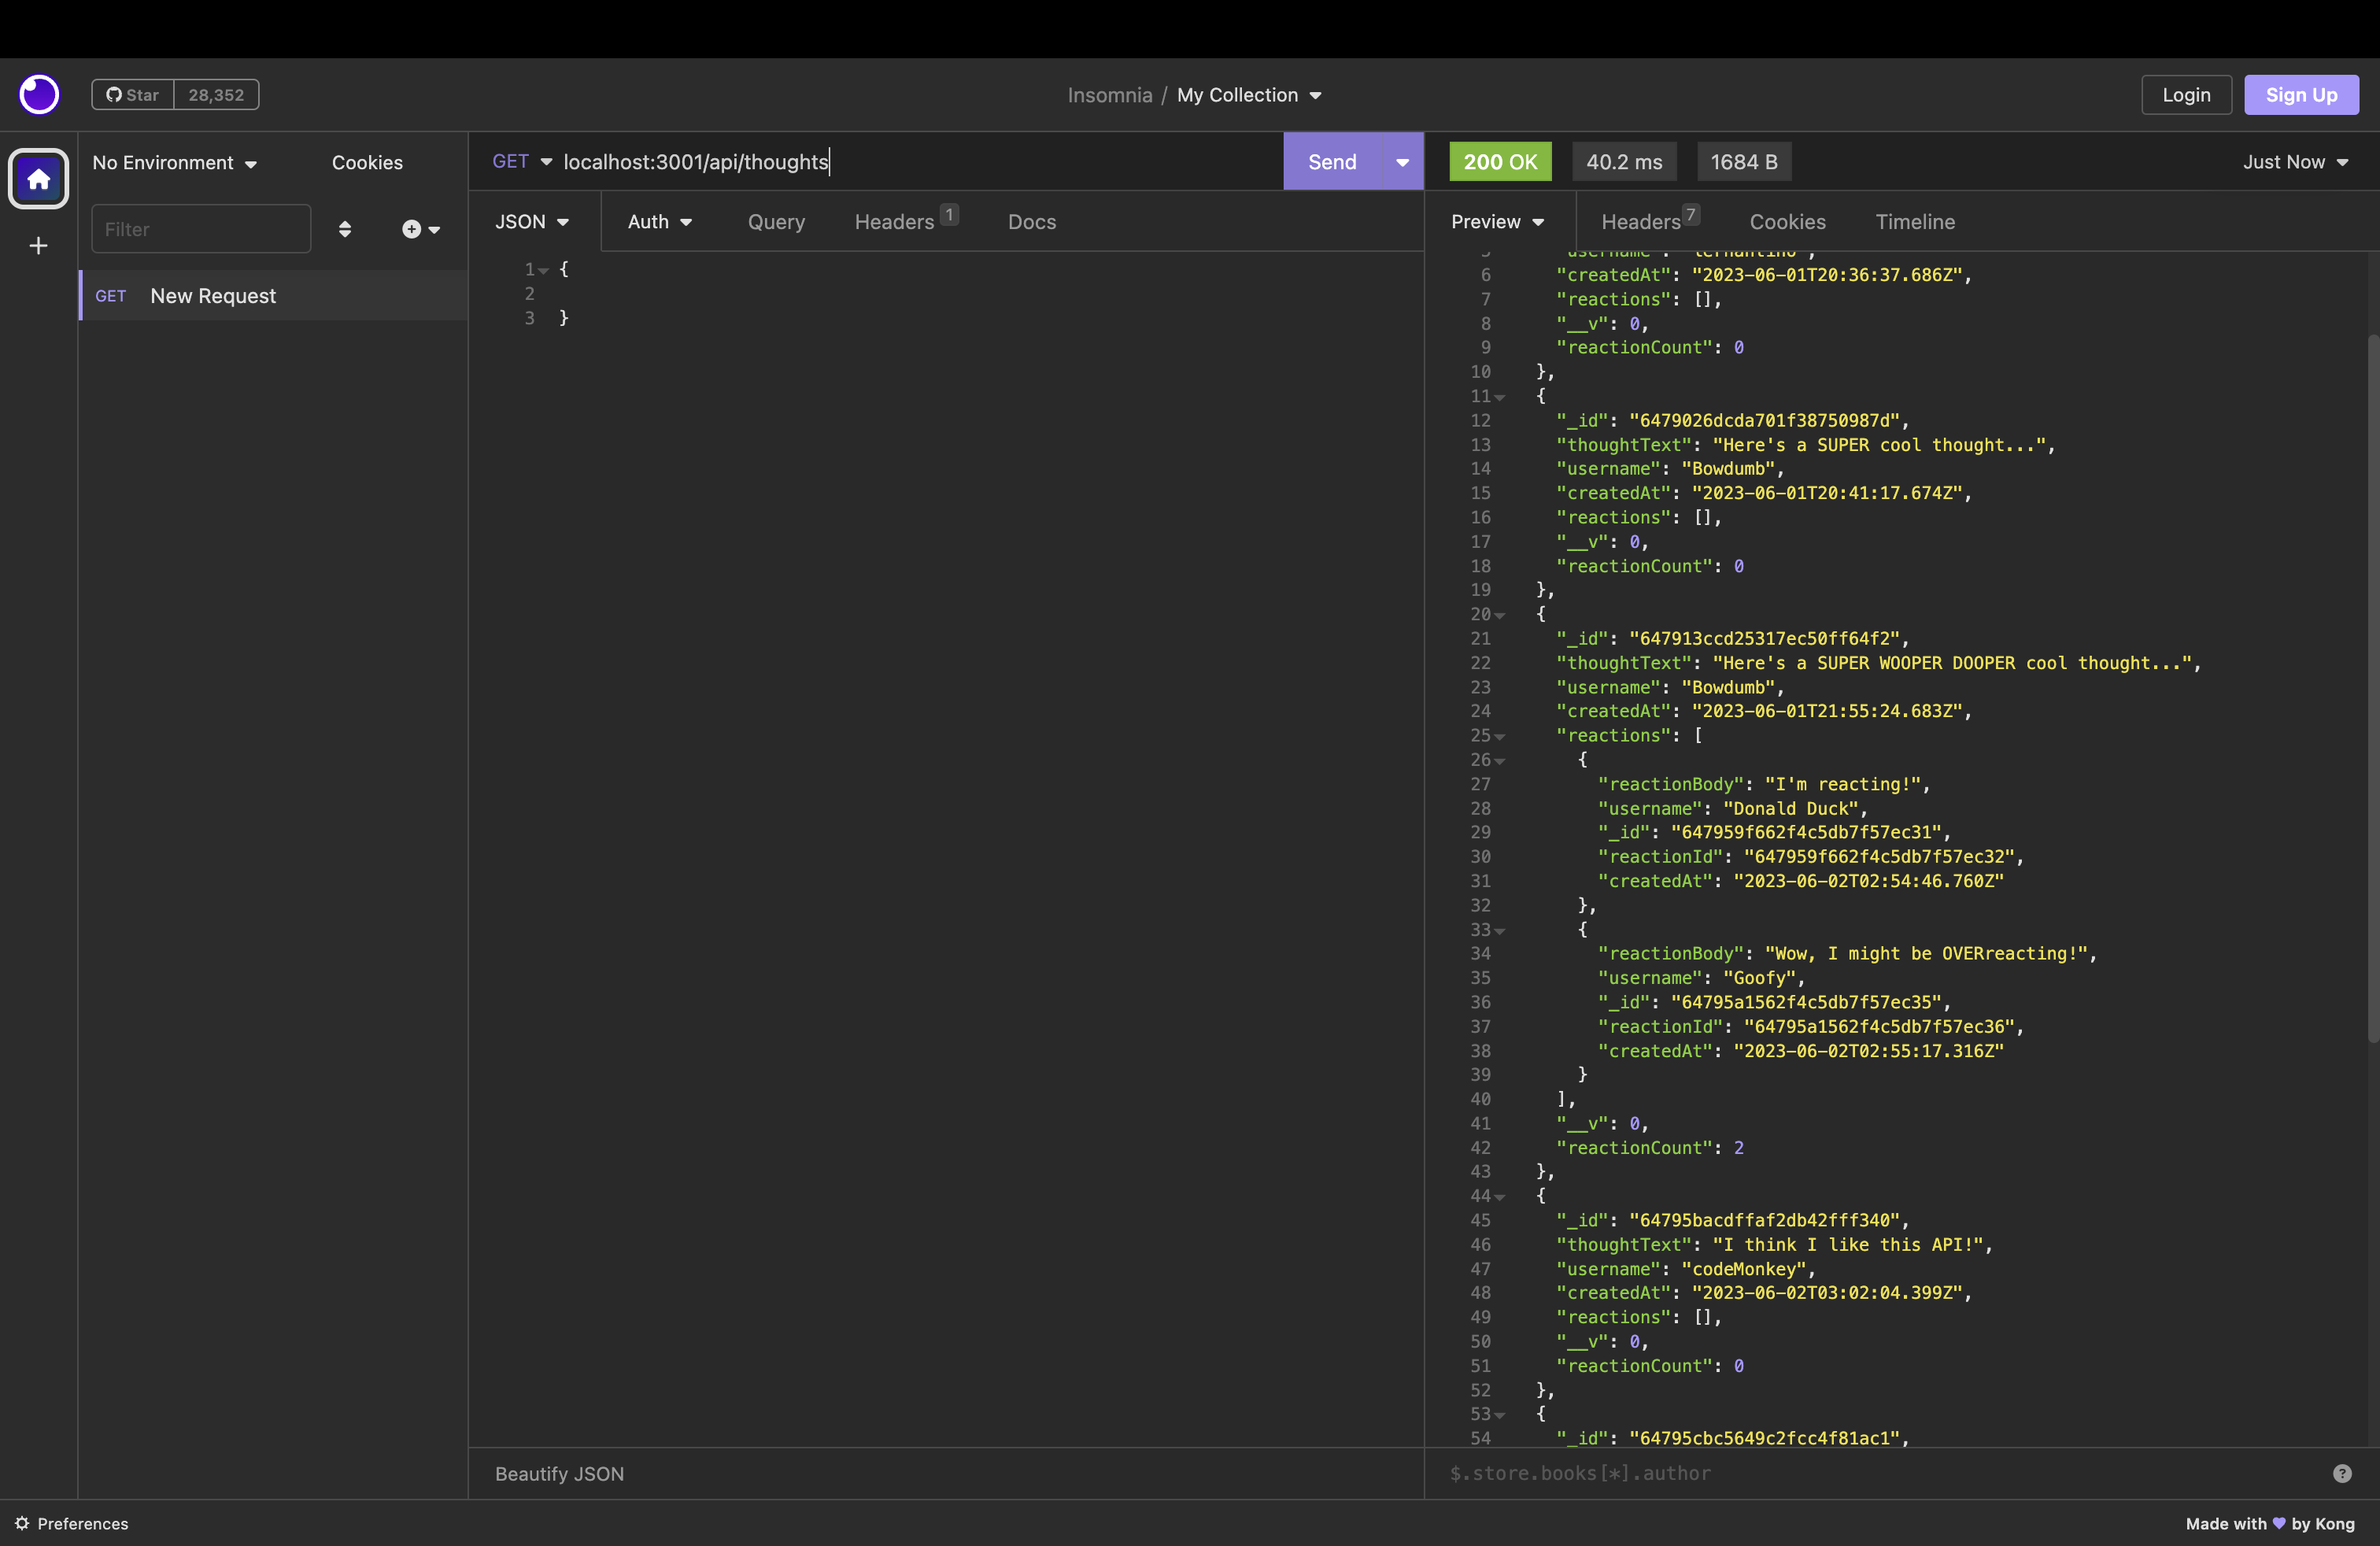 Star 28,352
Insomnia / My Collection
Login
Sign Up
No Environment
Cookies
Filter
GET New Request
GET localhost:3001/api/thoughts
Send
JSON
Auth
Query
Headers 1
Docs
1 {
2
3 }
Beautify JSON
200 OK
40.2 ms
1684 B
Just Now
Preview
Headers 7
Cookies
Timeline
6 "createdAt": "2023-06-01T20:36:37.686Z",
7 "reactions": [],
8 "__v": 0,
9 "reactionCount": 0
10 },
11 {
12 "_id": "6479026dcda701f38750987d",
13 "thoughtText": "Here's a SUPER cool thought...",
14 "username": "Bowdumb",
15 "createdAt": "2023-06-01T20:41:17.674Z",
16 "reactions": [],
17 "__v": 0,
18 "reactionCount": 0
19 },
20 {
21 "_id": "647913ccd25317ec50ff64f2",
22 "thoughtText": "Here's a SUPER WOOPER DOOPER cool thought...",
23 "username": "Bowdumb",
24 "createdAt": "2023-06-01T21:55:24.683Z",
25 "reactions": [
26 {
27 "reactionBody": "I'm reacting!",
28 "username": "Donald Duck",
29 "_id": "647959f662f4c5db7f57ec31",
30 "reactionId": "647959f662f4c5db7f57ec32",
31 "createdAt": "2023-06-02T02:54:46.760Z"
32 },
33 {
34 "reactionBody": "Wow, I might be OVERreacting!",
35 "username": "Goofy",
36 "_id": "64795a1562f4c5db7f57ec35",
37 "reactionId": "64795a1562f4c5db7f57ec36",
38 "createdAt": "2023-06-02T02:55:17.316Z"
39 }
40 ],
41 "__v": 0,
42 "reactionCount": 2
43 },
44 {
45 "_id": "64795bacdffaf2db42fff340",
46 "thoughtText": "I think I like this API!",
47 "username": "codeMonkey",
48 "createdAt": "2023-06-02T03:02:04.399Z",
49 "reactions": [],
50 "__v": 0,
51 "reactionCount": 0
52 },
53 {
54 "_id": "64795cbc5649c2fcc4f81ac1",
$.store.books[*].author
Preferences
Made with ♥ by Kong